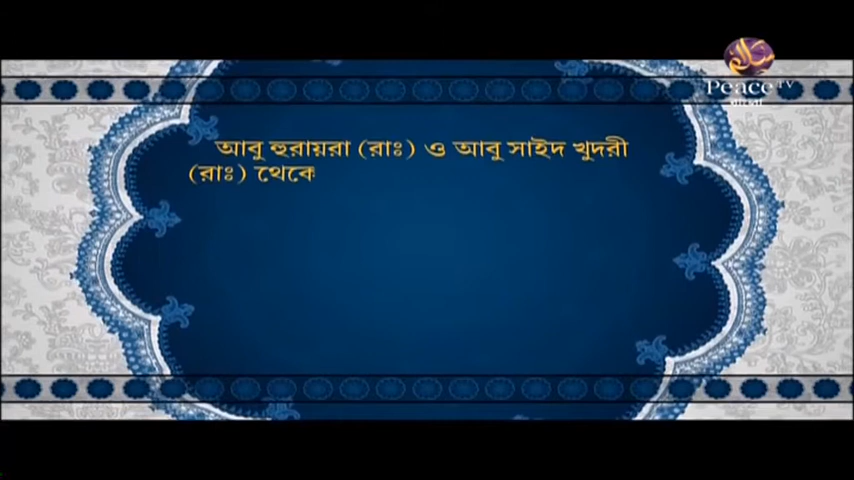 Peace TV
বাংলা
আবু হুরায়রা (রাঃ) ও আবু সাইদ খুদরী
(রাঃ) থেকে